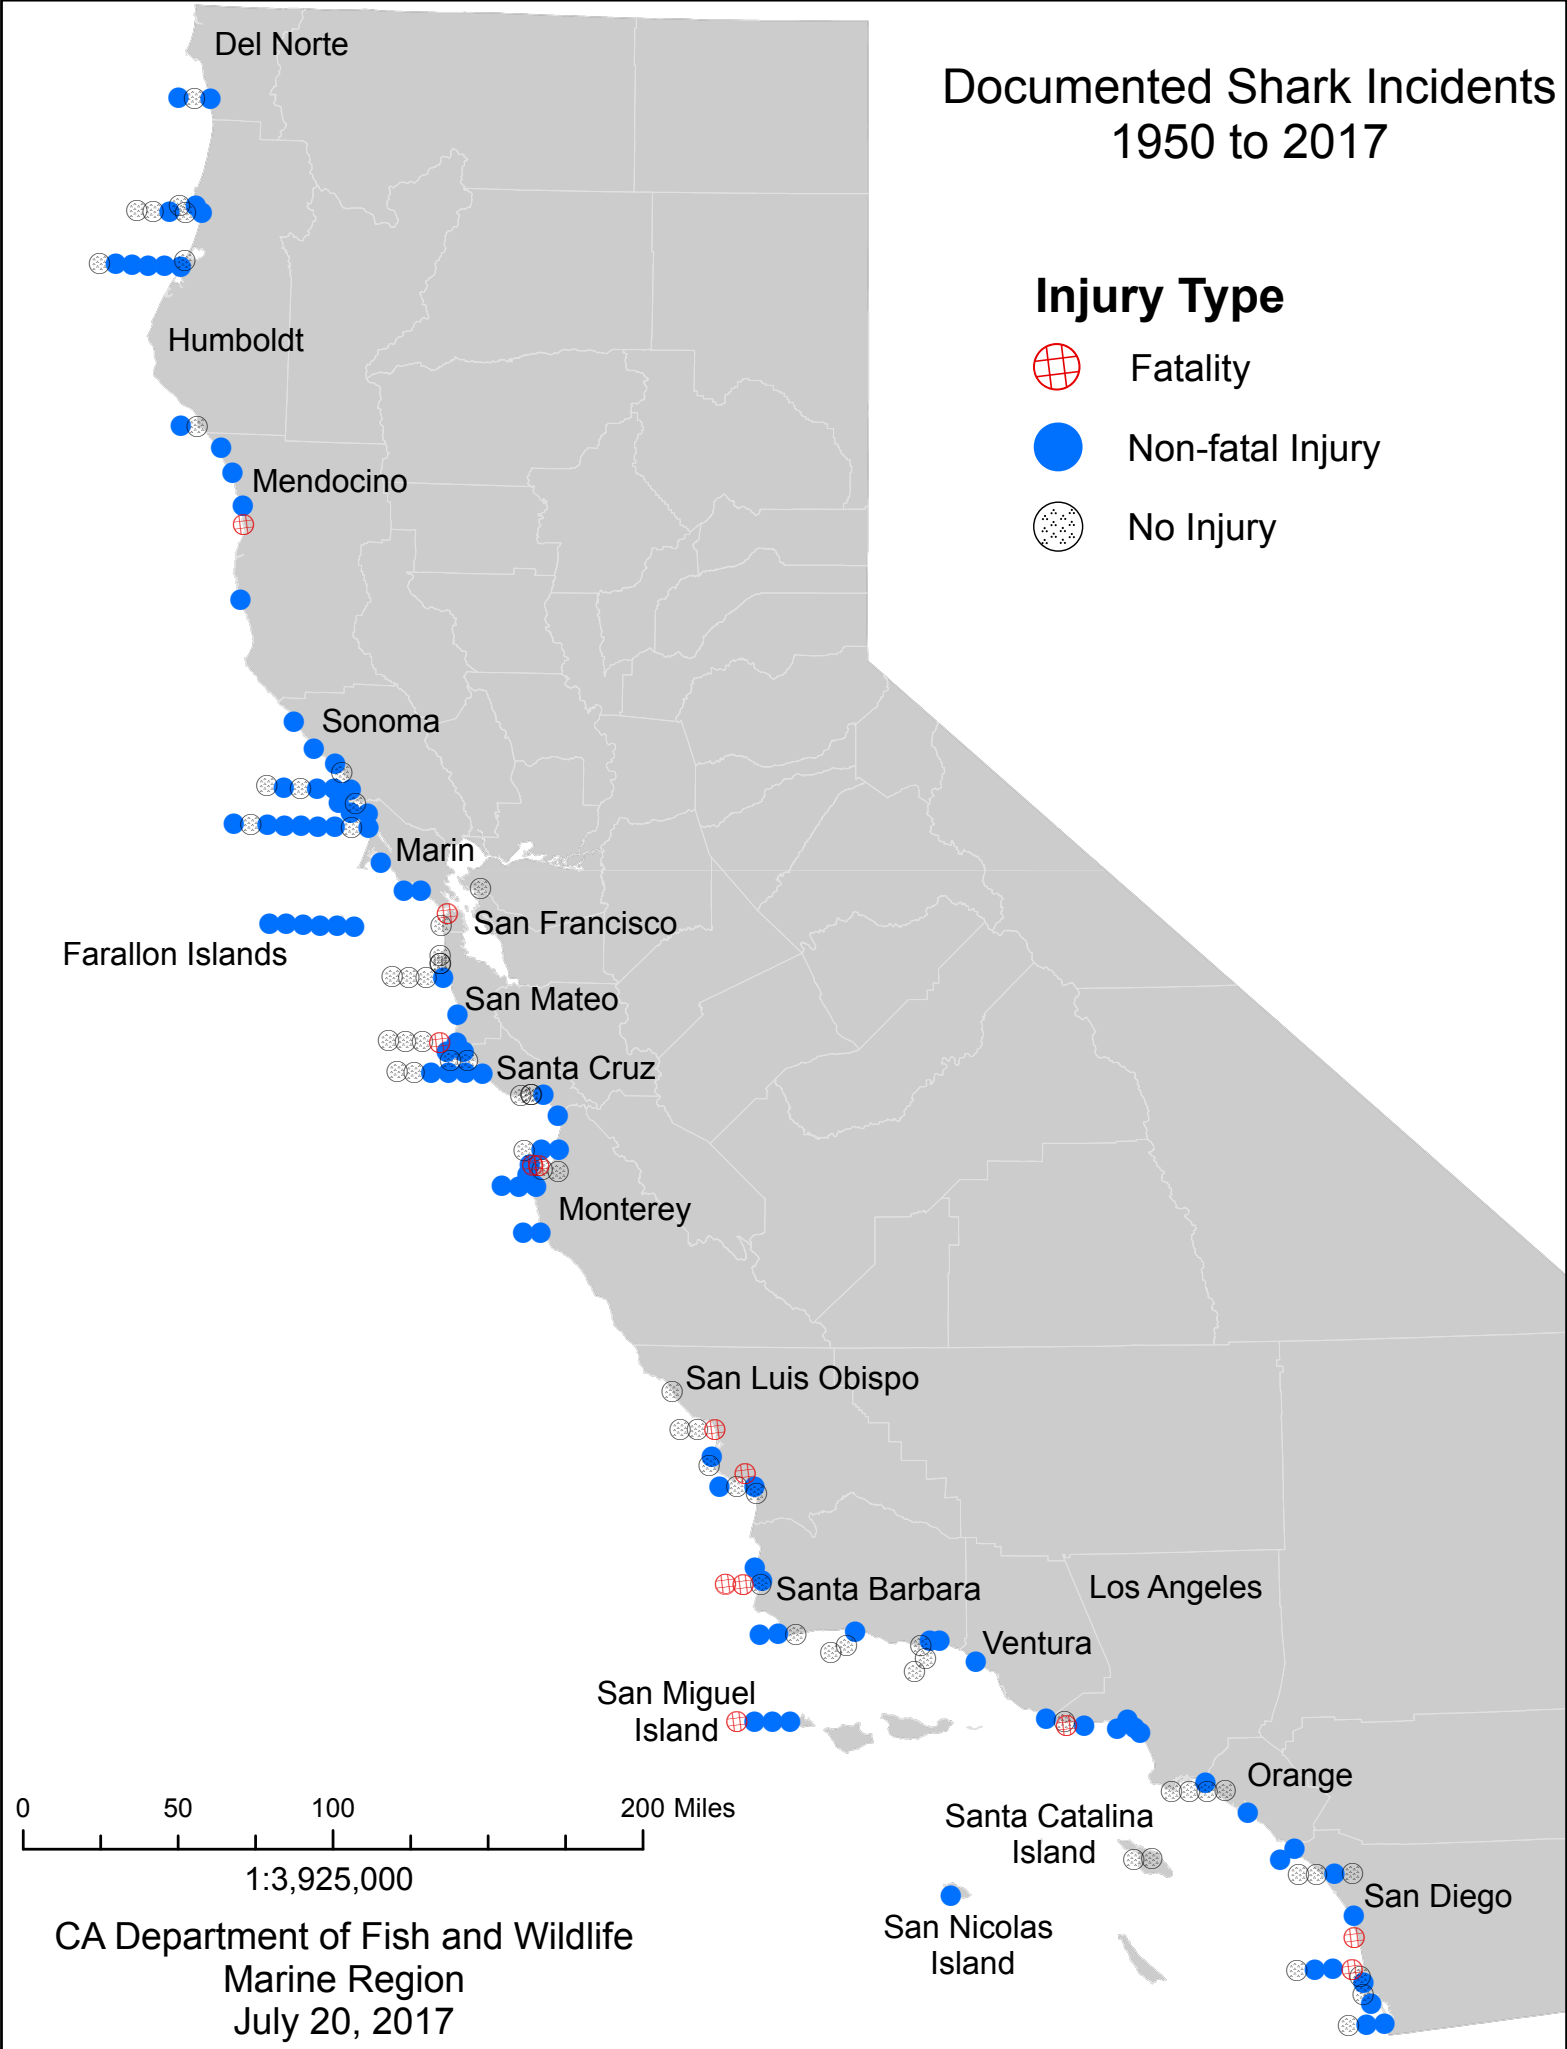 Del Norte
Documented Shark Incidents
1950 to 2017
Injury Type
Fatality
Non-fatal Injury
No Injury
Humboldt
Mendocino
Sonoma
Marin
San Francisco
Farallon Islands
San Mateo
Santa Cruz
Monterey
San Luis Obispo
Santa Barbara
Los Angeles
Ventura
San Miguel
Island
Orange
Santa Catalina
Island
San Diego
San Nicolas
Island
0 50 100 200 Miles
1:3,925,000
CA Department of Fish and Wildlife
Marine Region
July 20, 2017